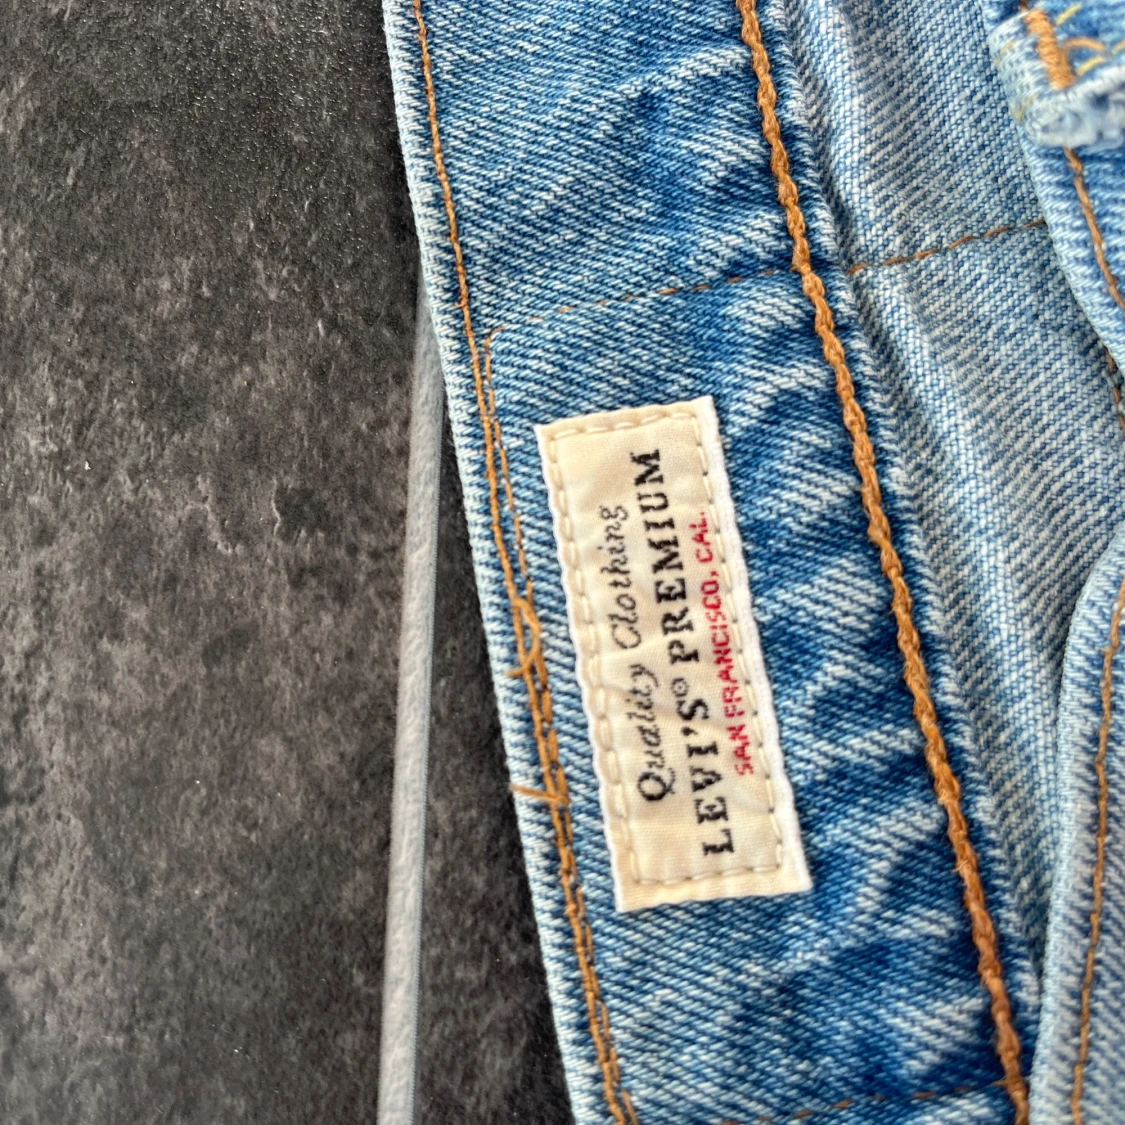 Quality Clothing
LEVI'S® PREMIUM
SAN FRANCISCO, CAL.